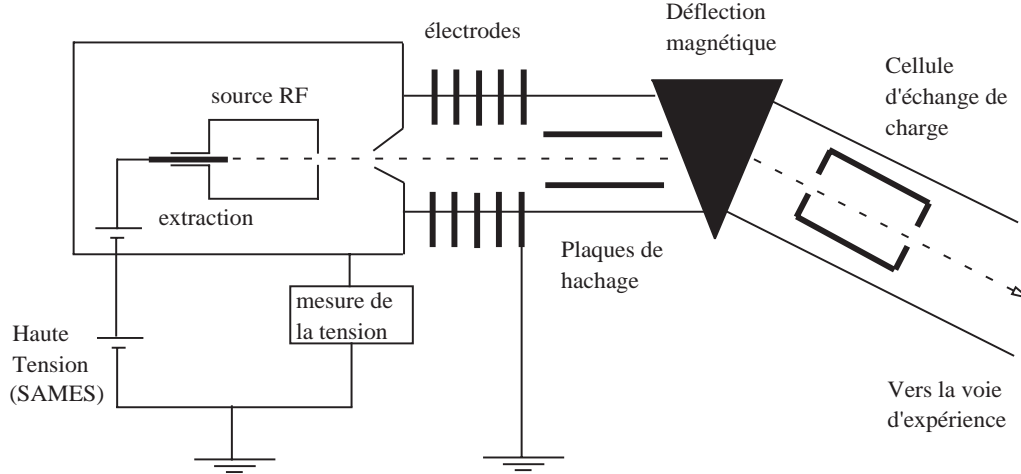 Déflection
magnétique
électrodes
Cellule
d'échange de
charge
source RF
extraction
Plaques de
hachage
mesure de
la tension
Haute
Tension
(SAMES)
Vers la voie
d'expérience